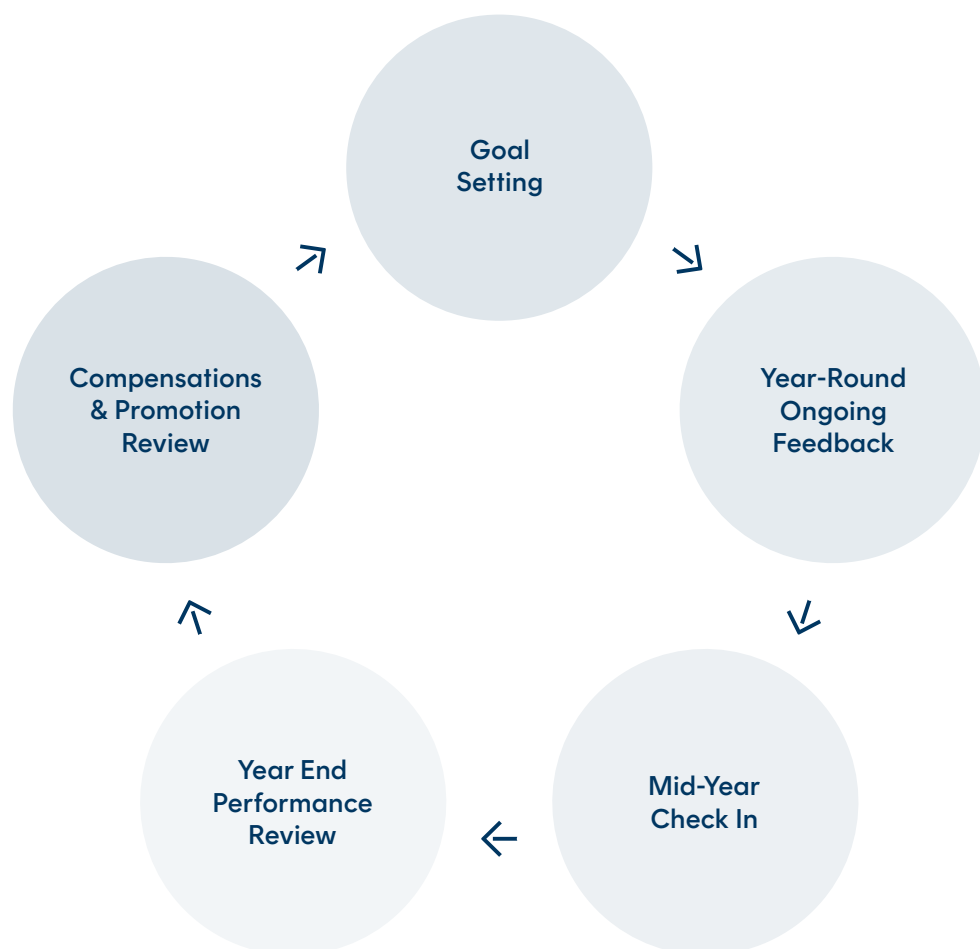 Goal
Setting
Year-Round
Ongoing
Feedback
Mid-Year
Check In
Year End
Performance
Review
Compensations
& Promotion
Review